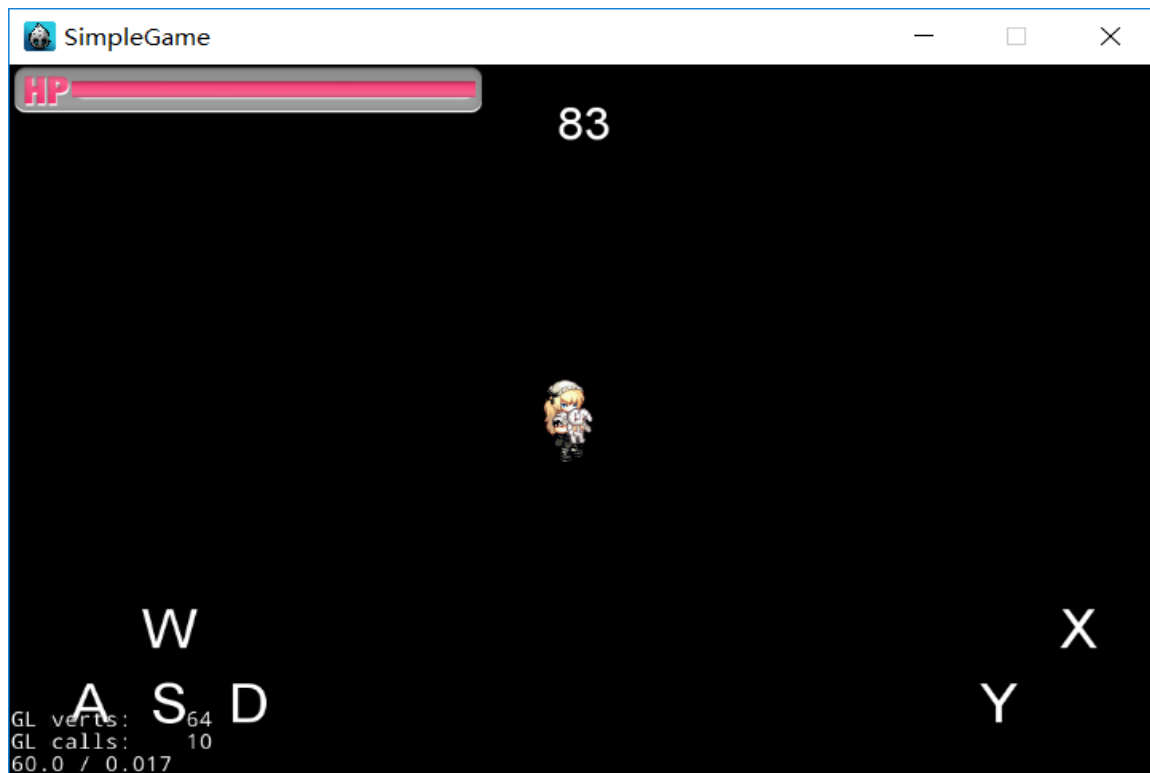 SimpleGame
HP
83
W
X
A S D
Y
GL verts: 64
GL calls: 10
60.0 / 0.017